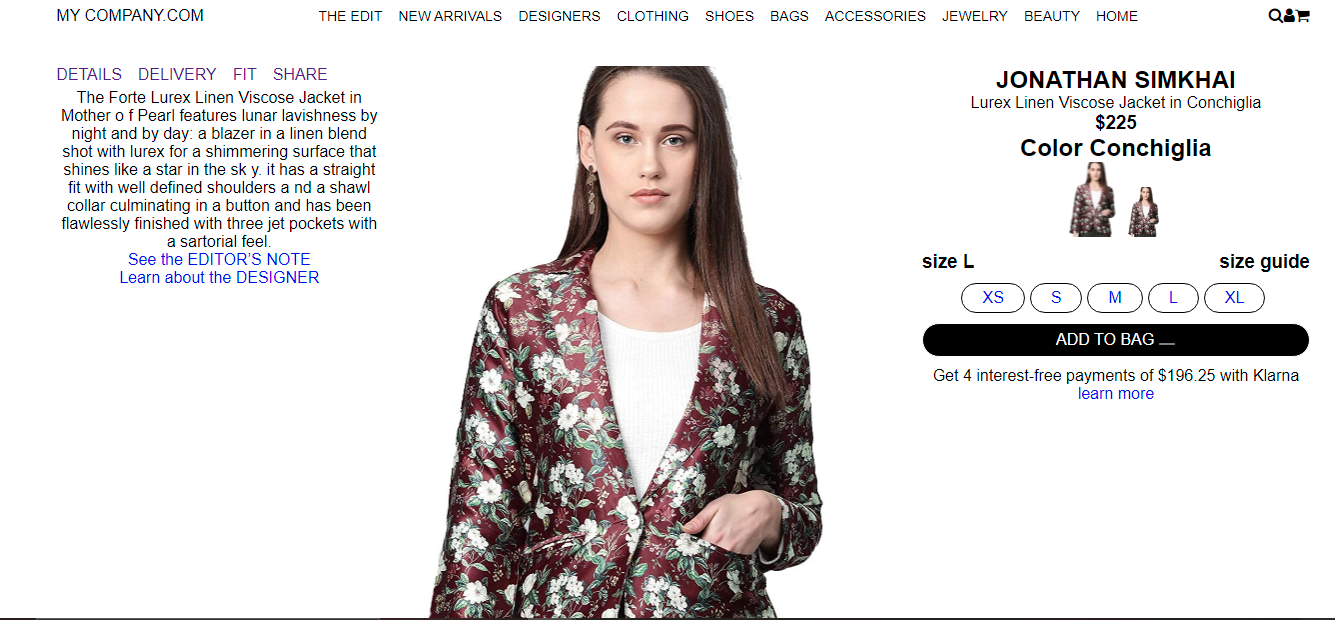 MY COMPANY.COM THE EDIT NEW ARRIVALS DESIGNERS CLOTHING SHOES BAGS ACCESSORIES JEWELRY BEAUTY HOME
DETAILS DELIVERY FIT SHARE
The Forte Lurex Linen Viscose Jacket in
Mother o f Pearl features lunar lavishness by
night and by day: a blazer in a linen blend
shot with lurex for a shimmering surface that
shines like a star in the sk y. it has a straight
fit with well defined shoulders a nd a shawl
collar culminating in a button and has been
flawlessly finished with three jet pockets with
a sartorial feel.
See the EDITOR'S NOTE
Learn about the DESIGNER
JONATHAN SIMKHAI
Lurex Linen Viscose Jacket in Conchiglia
$225
Color Conchiglia
size L size guide
XS S M L XL
ADD TO BAG __
Get 4 interest-free payments of $196.25 with Klarna
learn more